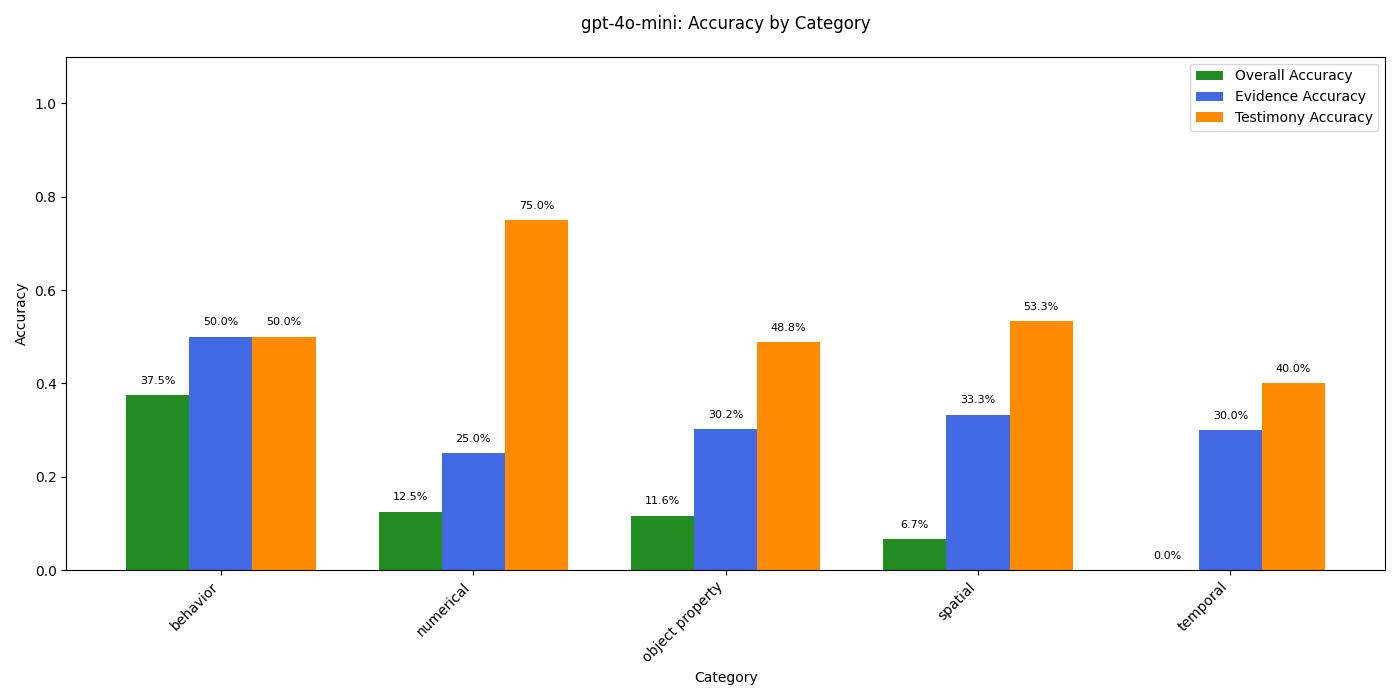 gpt-4o-mini: Accuracy by Category
Overall Accuracy
Evidence Accuracy
Testimony Accuracy
Accuracy
1.0
0.8
0.6
0.4
0.2
0.0
37.5%
50.0%
50.0%
12.5%
25.0%
75.0%
11.6%
30.2%
48.8%
6.7%
33.3%
53.3%
0.0%
30.0%
40.0%
behavior
numerical
object property
spatial
temporal
Category